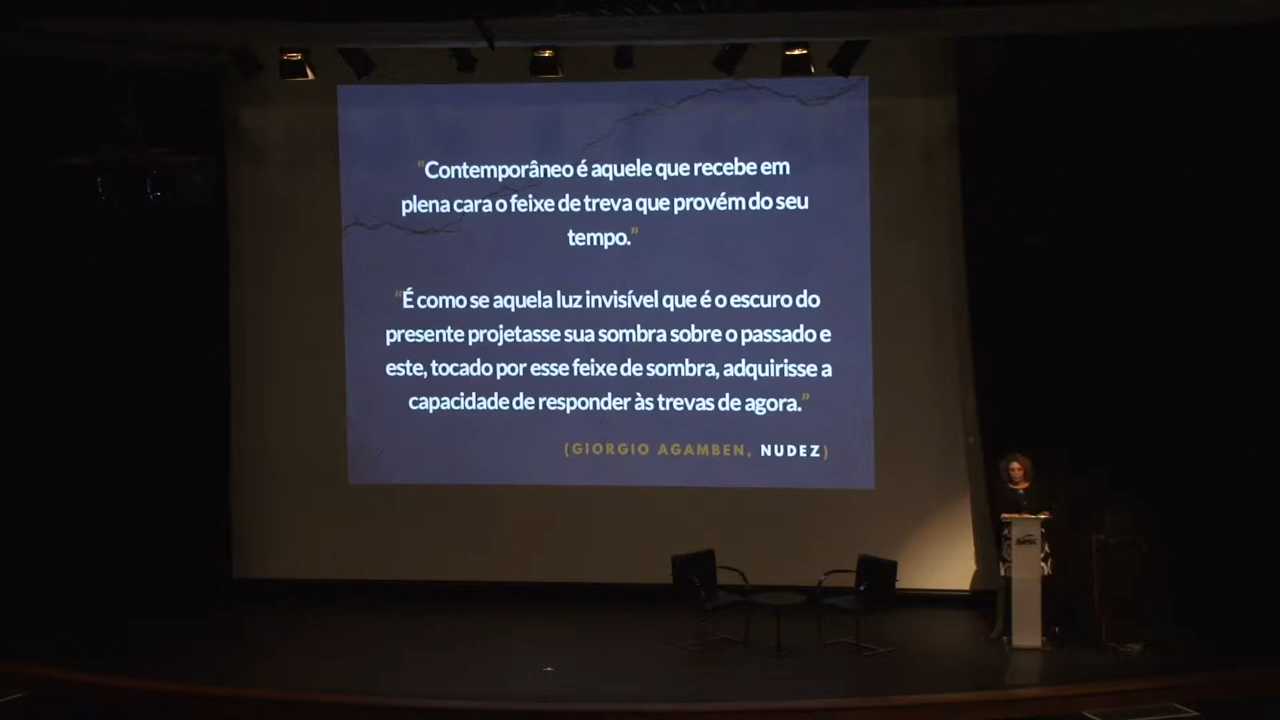 "Contemporâneo é aquele que recebe em
plena cara o feixe de treva que provém do seu
tempo."
"É como se aquela luz invisível que é o escuro do
presente projetasse sua sombra sobre o passado e
este, tocado por esse feixe de sombra, adquirisse a
capacidade de responder às trevas de agora."
(GIORGIO AGAMBEN, NUDEZ)
Sesc